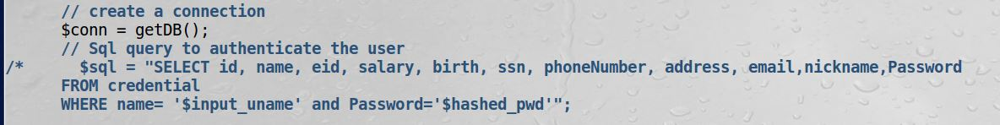 // create a connection
$conn = getDB();
// Sql query to authenticate the user
/*      $sql = "SELECT id, name, eid, salary, birth, ssn, phoneNumber, address, email,nickname,Password
FROM credential
WHERE name= '$input_uname' and Password='$hashed_pwd'";